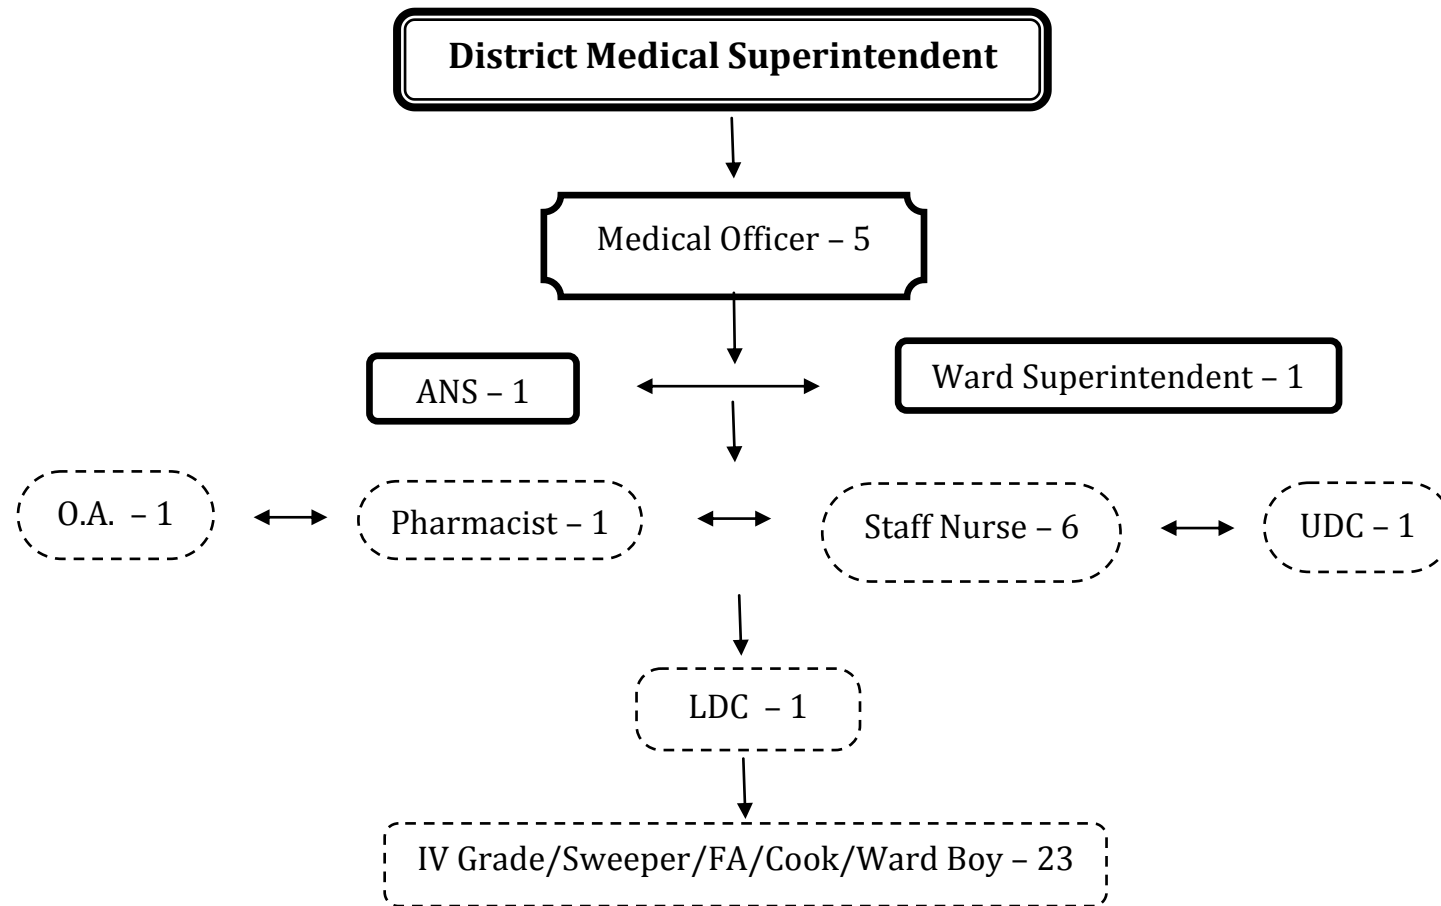 District Medical Superintendent
Medical Officer – 5
ANS – 1
Ward Superintendent – 1
O.A. – 1
Pharmacist – 1
Staff Nurse – 6
UDC – 1
LDC – 1
IV Grade/Sweeper/FA/Cook/Ward Boy – 23